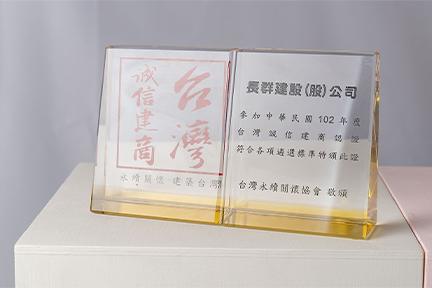 台灣
誠信建商
永續關懷 建築台灣
長群建設(股)公司
參加中華民國102年度
台灣誠信建商認證
符合各項遴選標準特頒此證
台灣永續關懷協會 敬頒